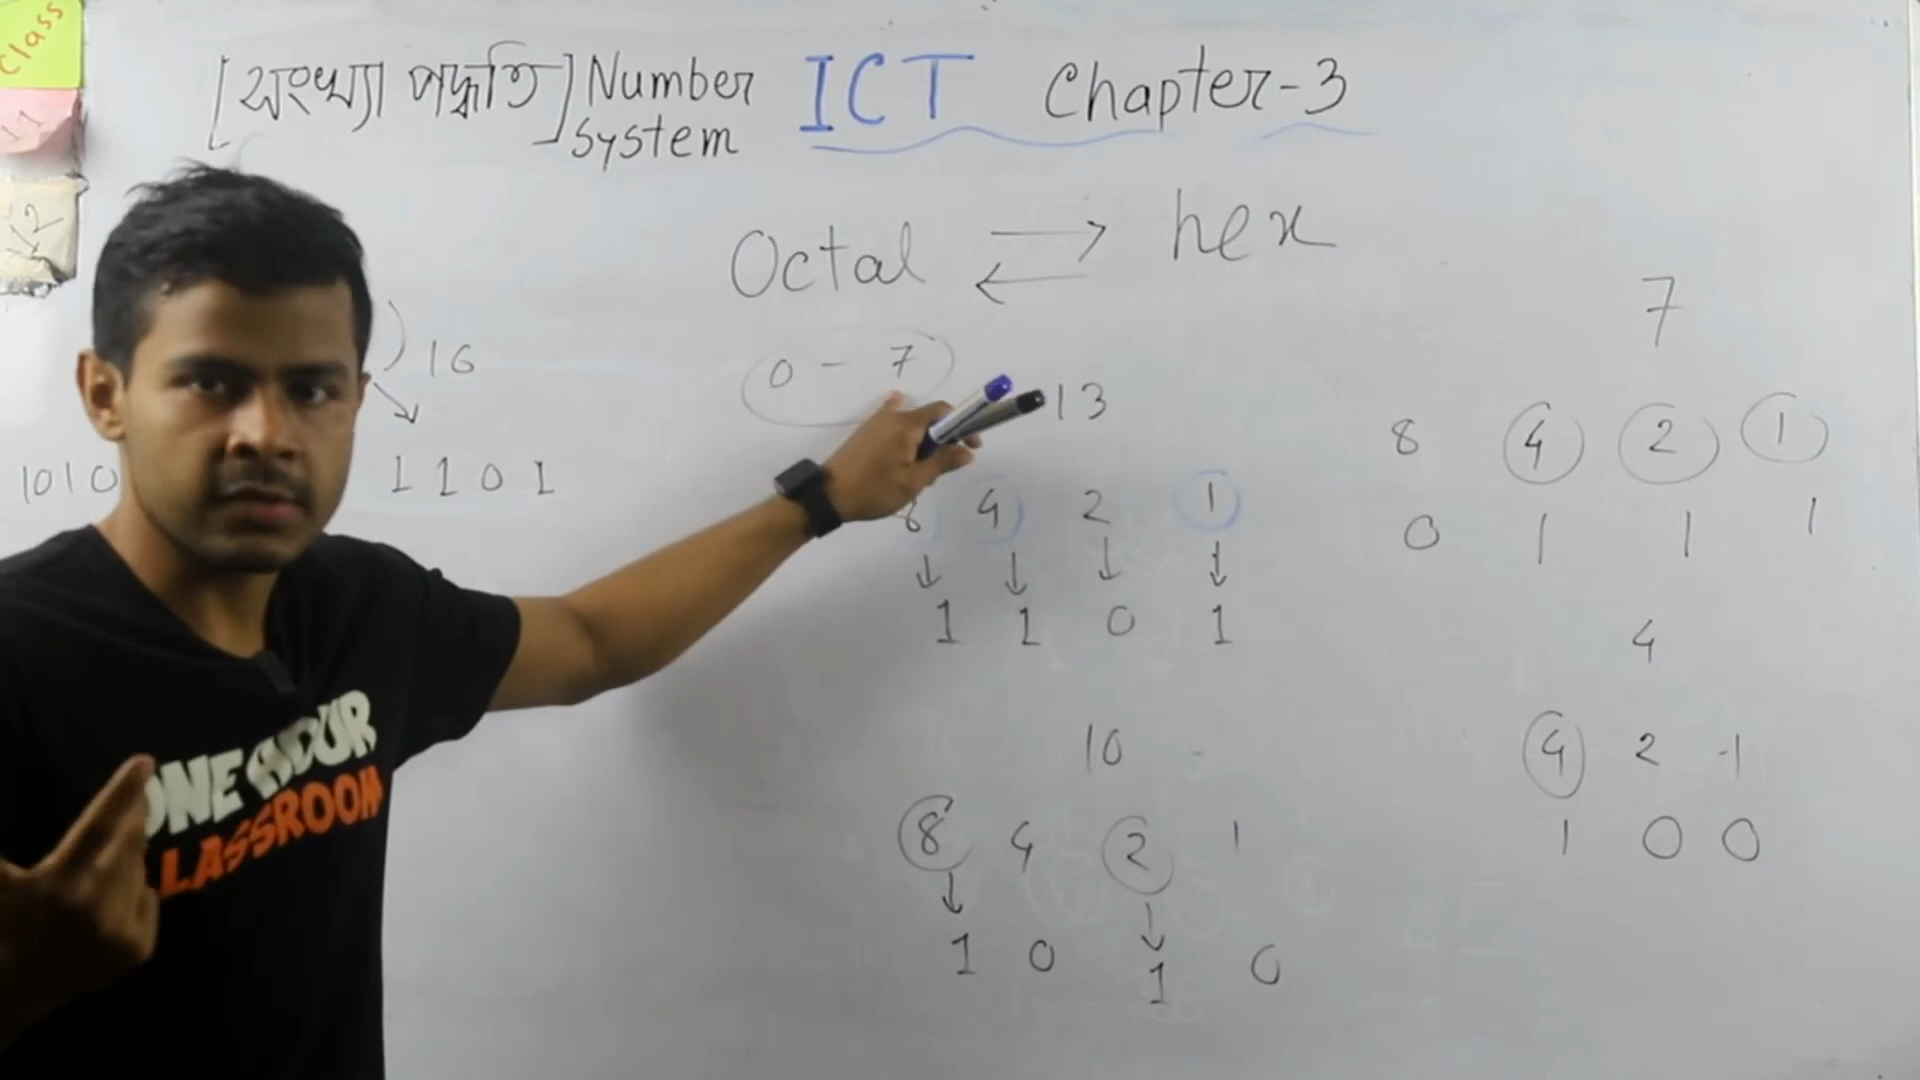 Class
11
[সংখ্যা পদ্ধতি] Number System ICT Chapter-3
Octal ⇄ hex
0 - 7
)16
1010
1 1 0 1
13
8 4 2 1
↓ ↓ ↓ ↓
1 1 0 1
10
8 4 2 1
↓ ↓
1 0 1 0
7
8 4 2 1
0 1 1 1
4
4 2 1
1 0 0
ONE HOUR
CLASSROOM